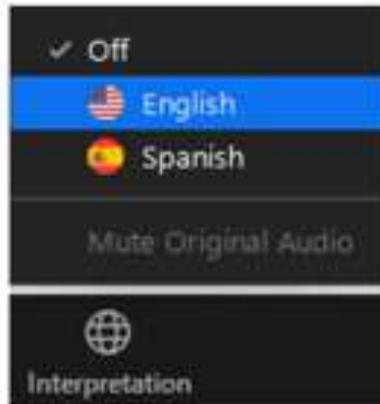 Off
English
Spanish
Mute Original Audio
Interpretation